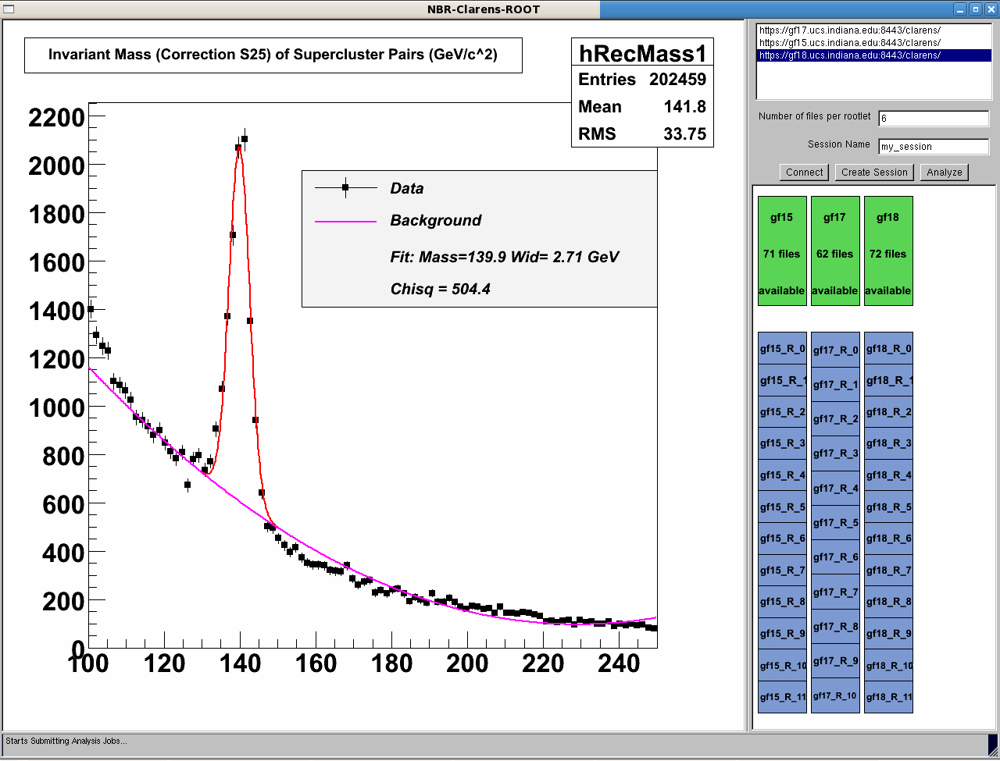 NBR-Clarens-ROOT
Invariant Mass (Correction S25) of Supercluster Pairs (GeV/c^2)
hRecMass1
Entries 202459
Mean 141.8
RMS 33.75
2200
2000
1800
1600
1400
1200
1000
800
600
400
200
0
100 120 140 160 180 200 220 240
Data
Background
Fit: Mass=139.9 Wid= 2.71 GeV
Chisq = 504.4
https://gf17.ucs.indiana.edu:8443/clarens/
https://gf15.ucs.indiana.edu:8443/clarens/
https://gf18.ucs.indiana.edu:8443/clarens/
Number of files per rootlet 6
Session Name my_session
Connect Create Session Analyze
gf15 gf17 gf18
71 files 62 files 72 files
available available available
gf15_R_0 gf17_R_0 gf18_R_0
gf15_R_1 gf17_R_1 gf18_R_1
gf15_R_2 gf17_R_2 gf18_R_2
gf15_R_3 gf17_R_3 gf18_R_3
gf15_R_4 gf17_R_4 gf18_R_4
gf15_R_5 gf17_R_5 gf18_R_5
gf15_R_6 gf17_R_6 gf18_R_6
gf15_R_7 gf17_R_7 gf18_R_7
gf15_R_8 gf17_R_8 gf18_R_8
gf15_R_9 gf17_R_9 gf18_R_9
gf15_R_10 gf17_R_10 gf18_R_10
gf15_R_11 gf18_R_11
Starts Submitting Analysis Jobs...